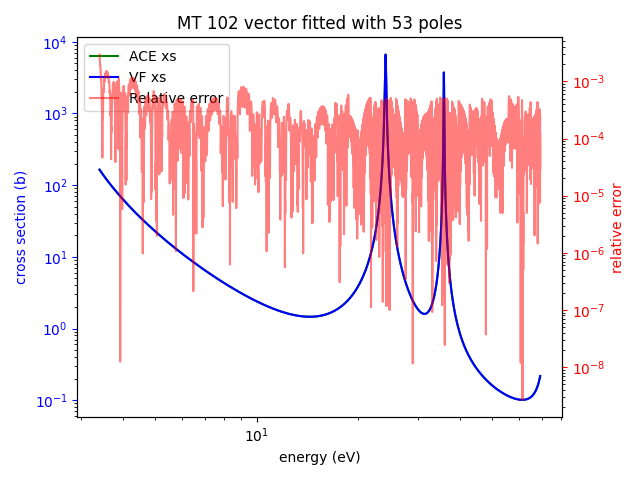 MT 102 vector fitted with 53 poles
ACE xs
VF xs
Relative error
cross section (b)
10^4
10^3
10^2
10^1
10^0
10^-1
10^-3
10^-4
10^-5
10^-6
10^-7
10^-8
relative error
10^1
energy (eV)